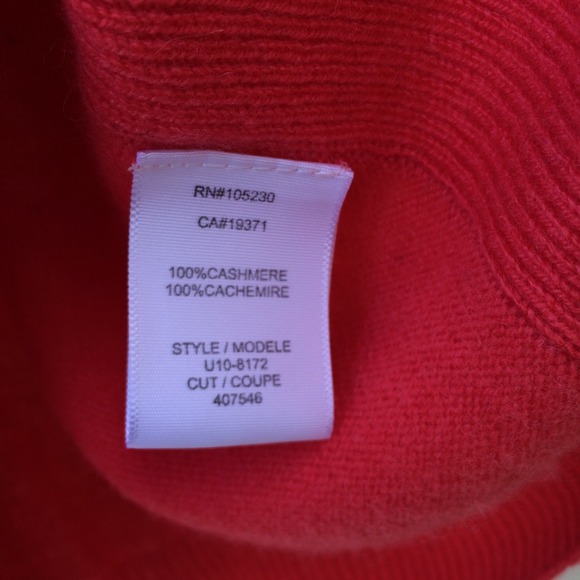 RN#105230
CA#19371
100%CASHMERE
100%CACHEMIRE
STYLE / MODELE
U10-8172
CUT / COUPE
407546